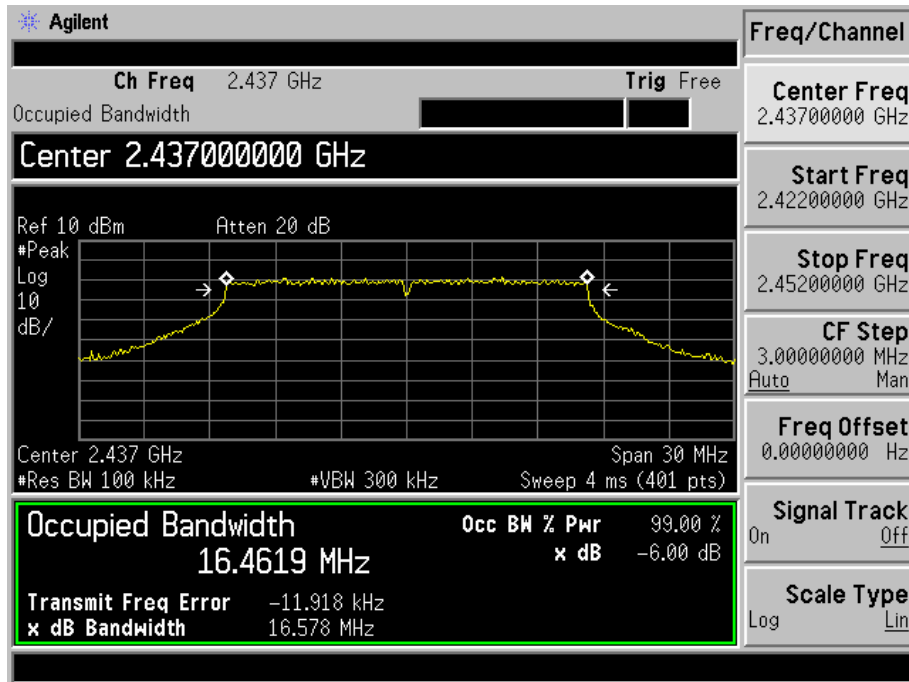 Agilent
Freq/Channel
Ch Freq 2.437 GHz Trig Free
Occupied Bandwidth
Center 2.437000000 GHz
Ref 10 dBm Atten 20 dB
#Peak
Log
10
dB/
Center 2.437 GHz Span 30 MHz
#Res BW 100 kHz #VBW 300 kHz Sweep 4 ms (401 pts)
Occupied Bandwidth Occ BW % Pwr 99.00 %
16.4619 MHz x dB -6.00 dB
Transmit Freq Error -11.918 kHz
x dB Bandwidth 16.578 MHz
Center Freq
2.43700000 GHz
Start Freq
2.42200000 GHz
Stop Freq
2.45200000 GHz
CF Step
3.00000000 MHz
Auto Man
Freq Offset
0.00000000 Hz
Signal Track
On Off
Scale Type
Log Lin